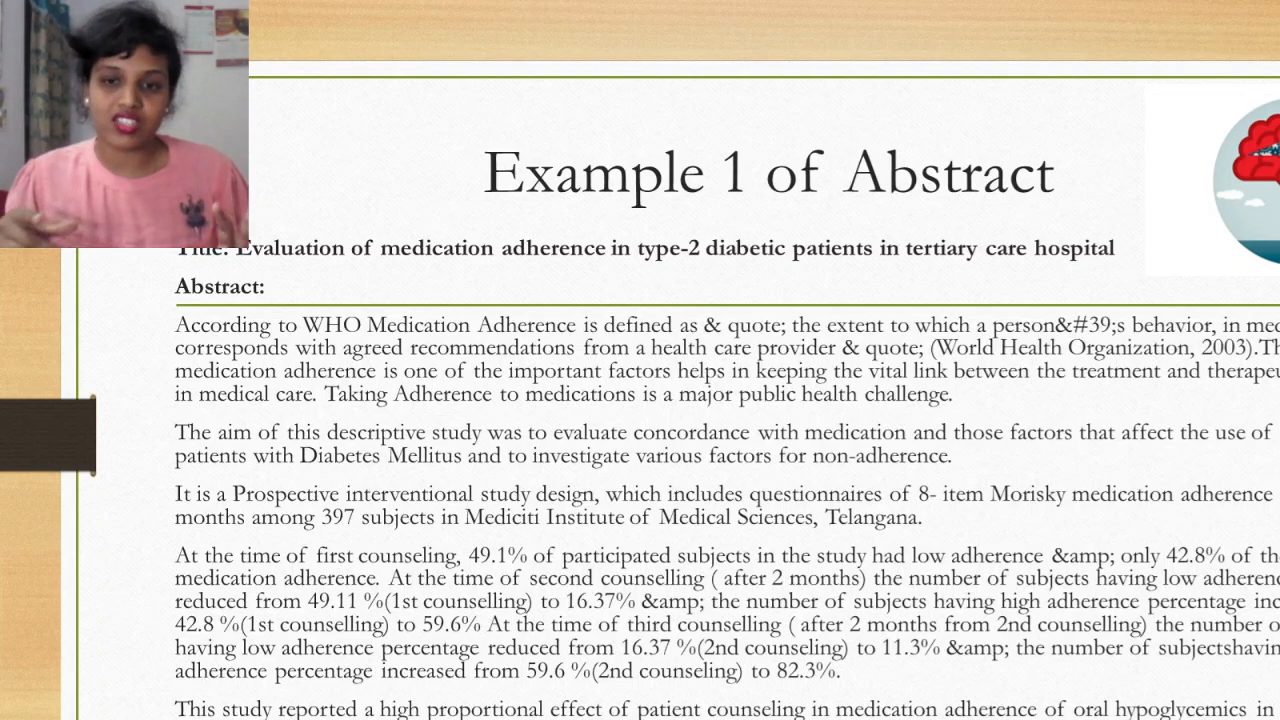 Example 1 of Abstract
Title: Evaluation of medication adherence in type-2 diabetic patients in tertiary care hospital
Abstract:
According to WHO Medication Adherence is defined as & quote; the extent to which a person&#39;s behavior, in
corresponds with agreed recommendations from a health care provider & quote; (World Health Organization, 2003).
medication adherence is one of the important factors helps in keeping the vital link between the treatment and
in medical care. Taking Adherence to medications is a major public health challenge.
The aim of this descriptive study was to evaluate concordance with medication and those factors that affect the use of
patients with Diabetes Mellitus and to investigate various factors for non-adherence.
It is a Prospective interventional study design, which includes questionnaires of 8- item Morisky medication adherence
months among 397 subjects in Mediciti Institute of Medical Sciences, Telangana.
At the time of first counseling, 49.1% of participated subjects in the study had low adherence &amp; only 42.8% of
medication adherence. At the time of second counselling ( after 2 months) the number of subjects having low
reduced from 49.11 %(1st counselling) to 16.37% &amp; the number of subjects having high adherence percentage
42.8 %(1st counselling) to 59.6% At the time of third counselling ( after 2 months from 2nd counselling) the number
having low adherence percentage reduced from 16.37 %(2nd counseling) to 11.3% &amp; the number of
adherence percentage increased from 59.6 %(2nd counseling) to 82.3%.
This study reported a high proportional effect of patient counseling in medication adherence of oral hypoglycemics in